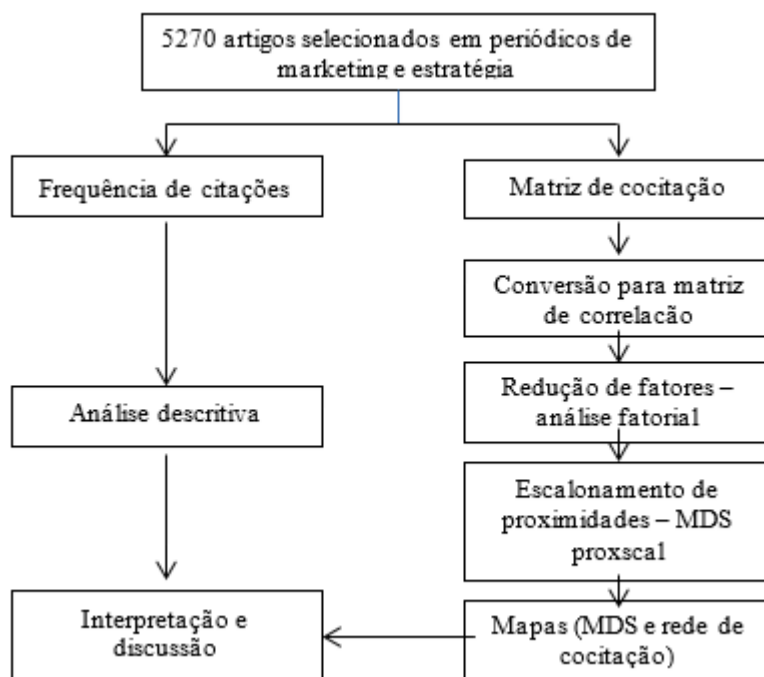 5270 artigos selecionados em periódicos de
marketing e estratégia
Frequência de citações
Matriz de cocitação
Conversão para matriz
de correlação
Redução de fatores –
análise fatorial
Análise descritiva
Escalonamento de
proximidades – MDS
proxscal
Interpretação e
discussão
Mapas (MDS e rede de
cocitação)